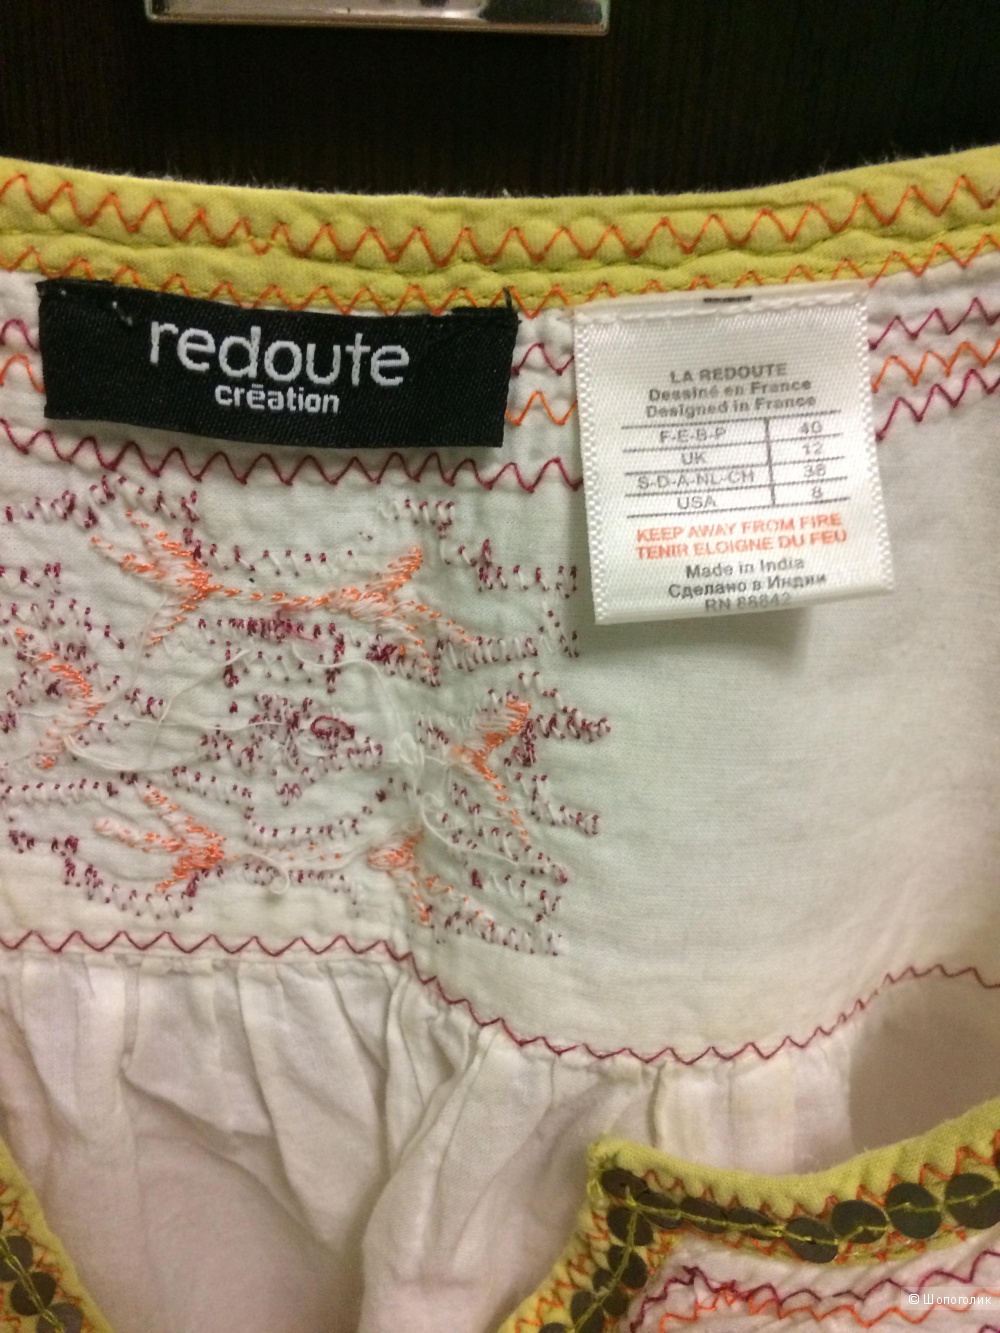 redoute
création
LA REDOUTE
Dessiné en France
Designed in France
F-E-B-P 40
UK 12
S-D-A-NL-CH 38
USA 8
KEEP AWAY FROM FIRE
TENIR ELOIGNE DU FEU
Made in India
Сделано в Индии
RN 88842
© Шопоголик